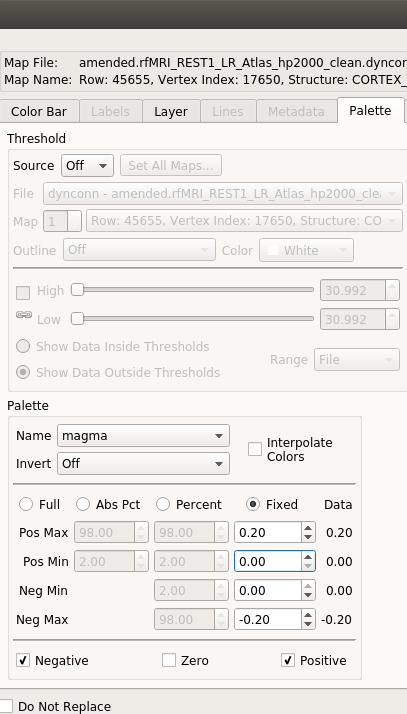 Map File: amended.rfMRI_REST1_LR_Atlas_hp2000_clean.dyncor
Map Name: Row: 45655, Vertex Index: 17650, Structure: CORTEX_
Color Bar Labels Layer Lines Metadata Palette
Threshold
Source Off Set All Maps...
File dynconn - amended.rfMRI_REST1_LR_Atlas_hp2000_clea
Map 1 Row: 45655, Vertex Index: 17650, Structure: CO
Outline Off Color White
High 30.992
Low 30.992
Show Data Inside Thresholds
Range File
Show Data Outside Thresholds
Palette
Name magma
Interpolate Colors
Invert Off
Full Abs Pct Percent Fixed Data
Pos Max 98.00 98.00 0.20 0.20
Pos Min 2.00 2.00 0.00 0.00
Neg Min 2.00 0.00 0.00
Neg Max 98.00 -0.20 -0.20
Negative Zero Positive
Do Not Replace